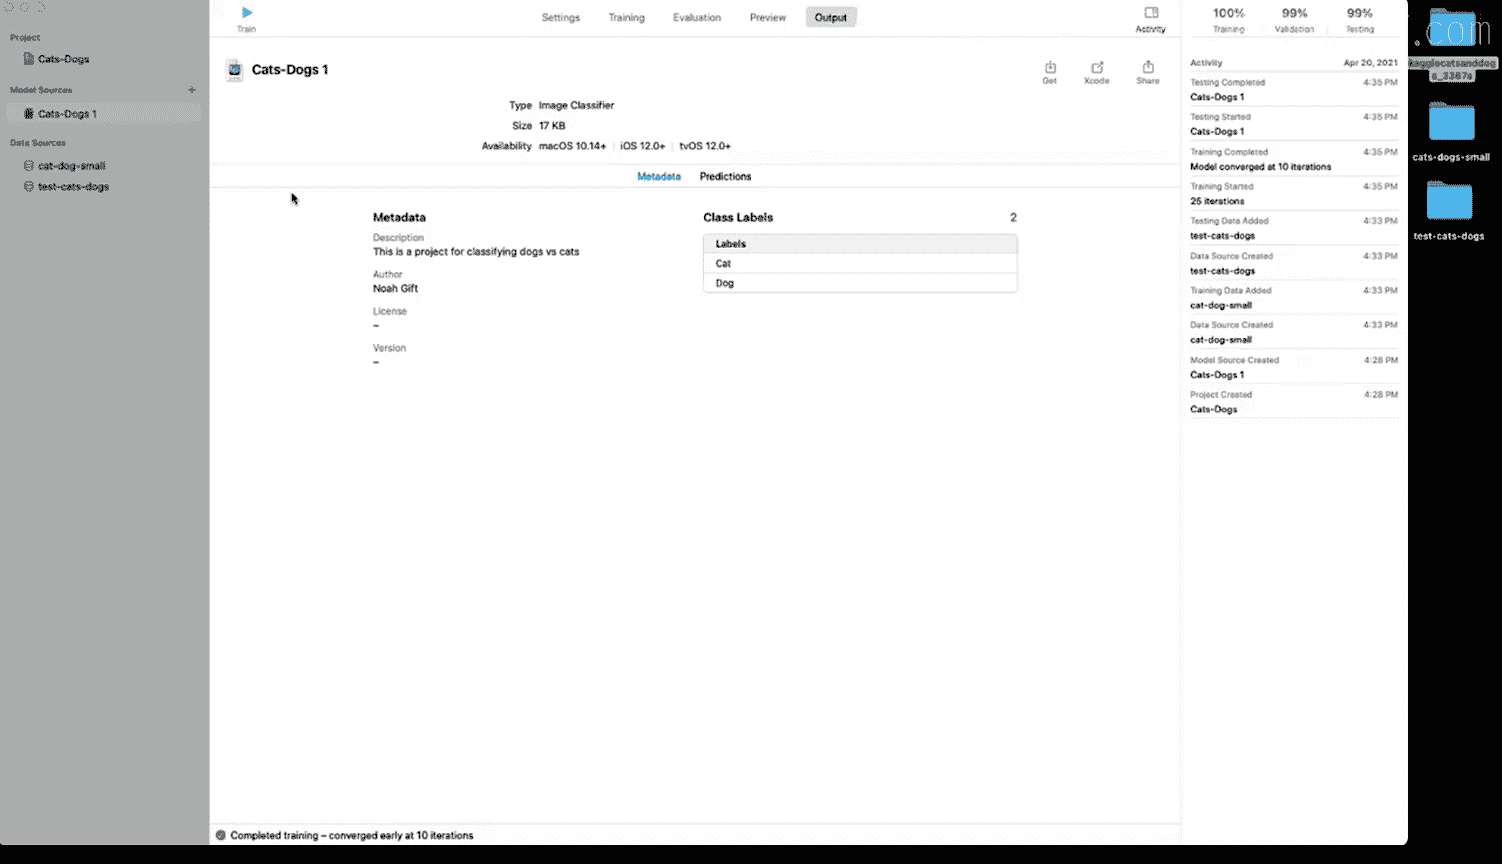 Project
Cats-Dogs
Model Sources +
Cats-Dogs 1
Data Sources
cat-dog-small
test-cats-dogs
Train
Settings Training Evaluation Preview Output
Activity
Cats-Dogs 1
Get Xcode Share
Type Image Classifier
Size 17 KB
Availability macOS 10.14+ iOS 12.0+ tvOS 12.0+
Metadata Predictions
Metadata
Description
This is a project for classifying dogs vs cats
Author
Noah Gift
License
–
Version
–
Class Labels 2
Labels
Cat
Dog
Completed training – converged early at 10 iterations
100% 99% 99%
Training Validation Testing
Activity Apr 20, 2021
Testing Completed 4:35 PM
Cats-Dogs 1
Testing Started 4:35 PM
Cats-Dogs 1
Training Completed 4:35 PM
Model converged at 10 iterations
Training Started 4:35 PM
25 iterations
Testing Data Added 4:33 PM
test-cats-dogs
Data Source Created 4:33 PM
test-cats-dogs
Training Data Added 4:33 PM
cat-dog-small
Data Source Created 4:33 PM
cat-dog-small
Model Source Created 4:28 PM
Cats-Dogs 1
Project Created 4:28 PM
Cats-Dogs
.com
kagglecatsanddog
s_3367a
cats-dogs-small
test-cats-dogs